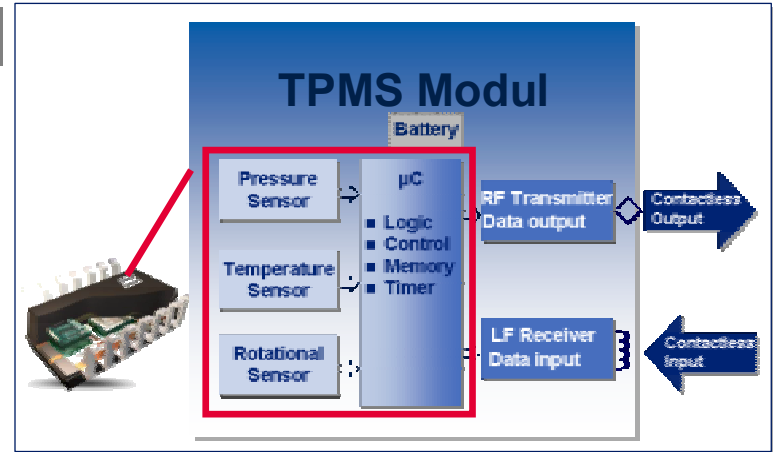 TPMS Modul
Battery
Pressure
Sensor
Temperature
Sensor
Rotational
Sensor
µC
■ Logic
■ Control
■ Memory
■ Timer
RF Transmitter
Data output
LF Receiver
Data input
Contactless
Output
Contactless
Input